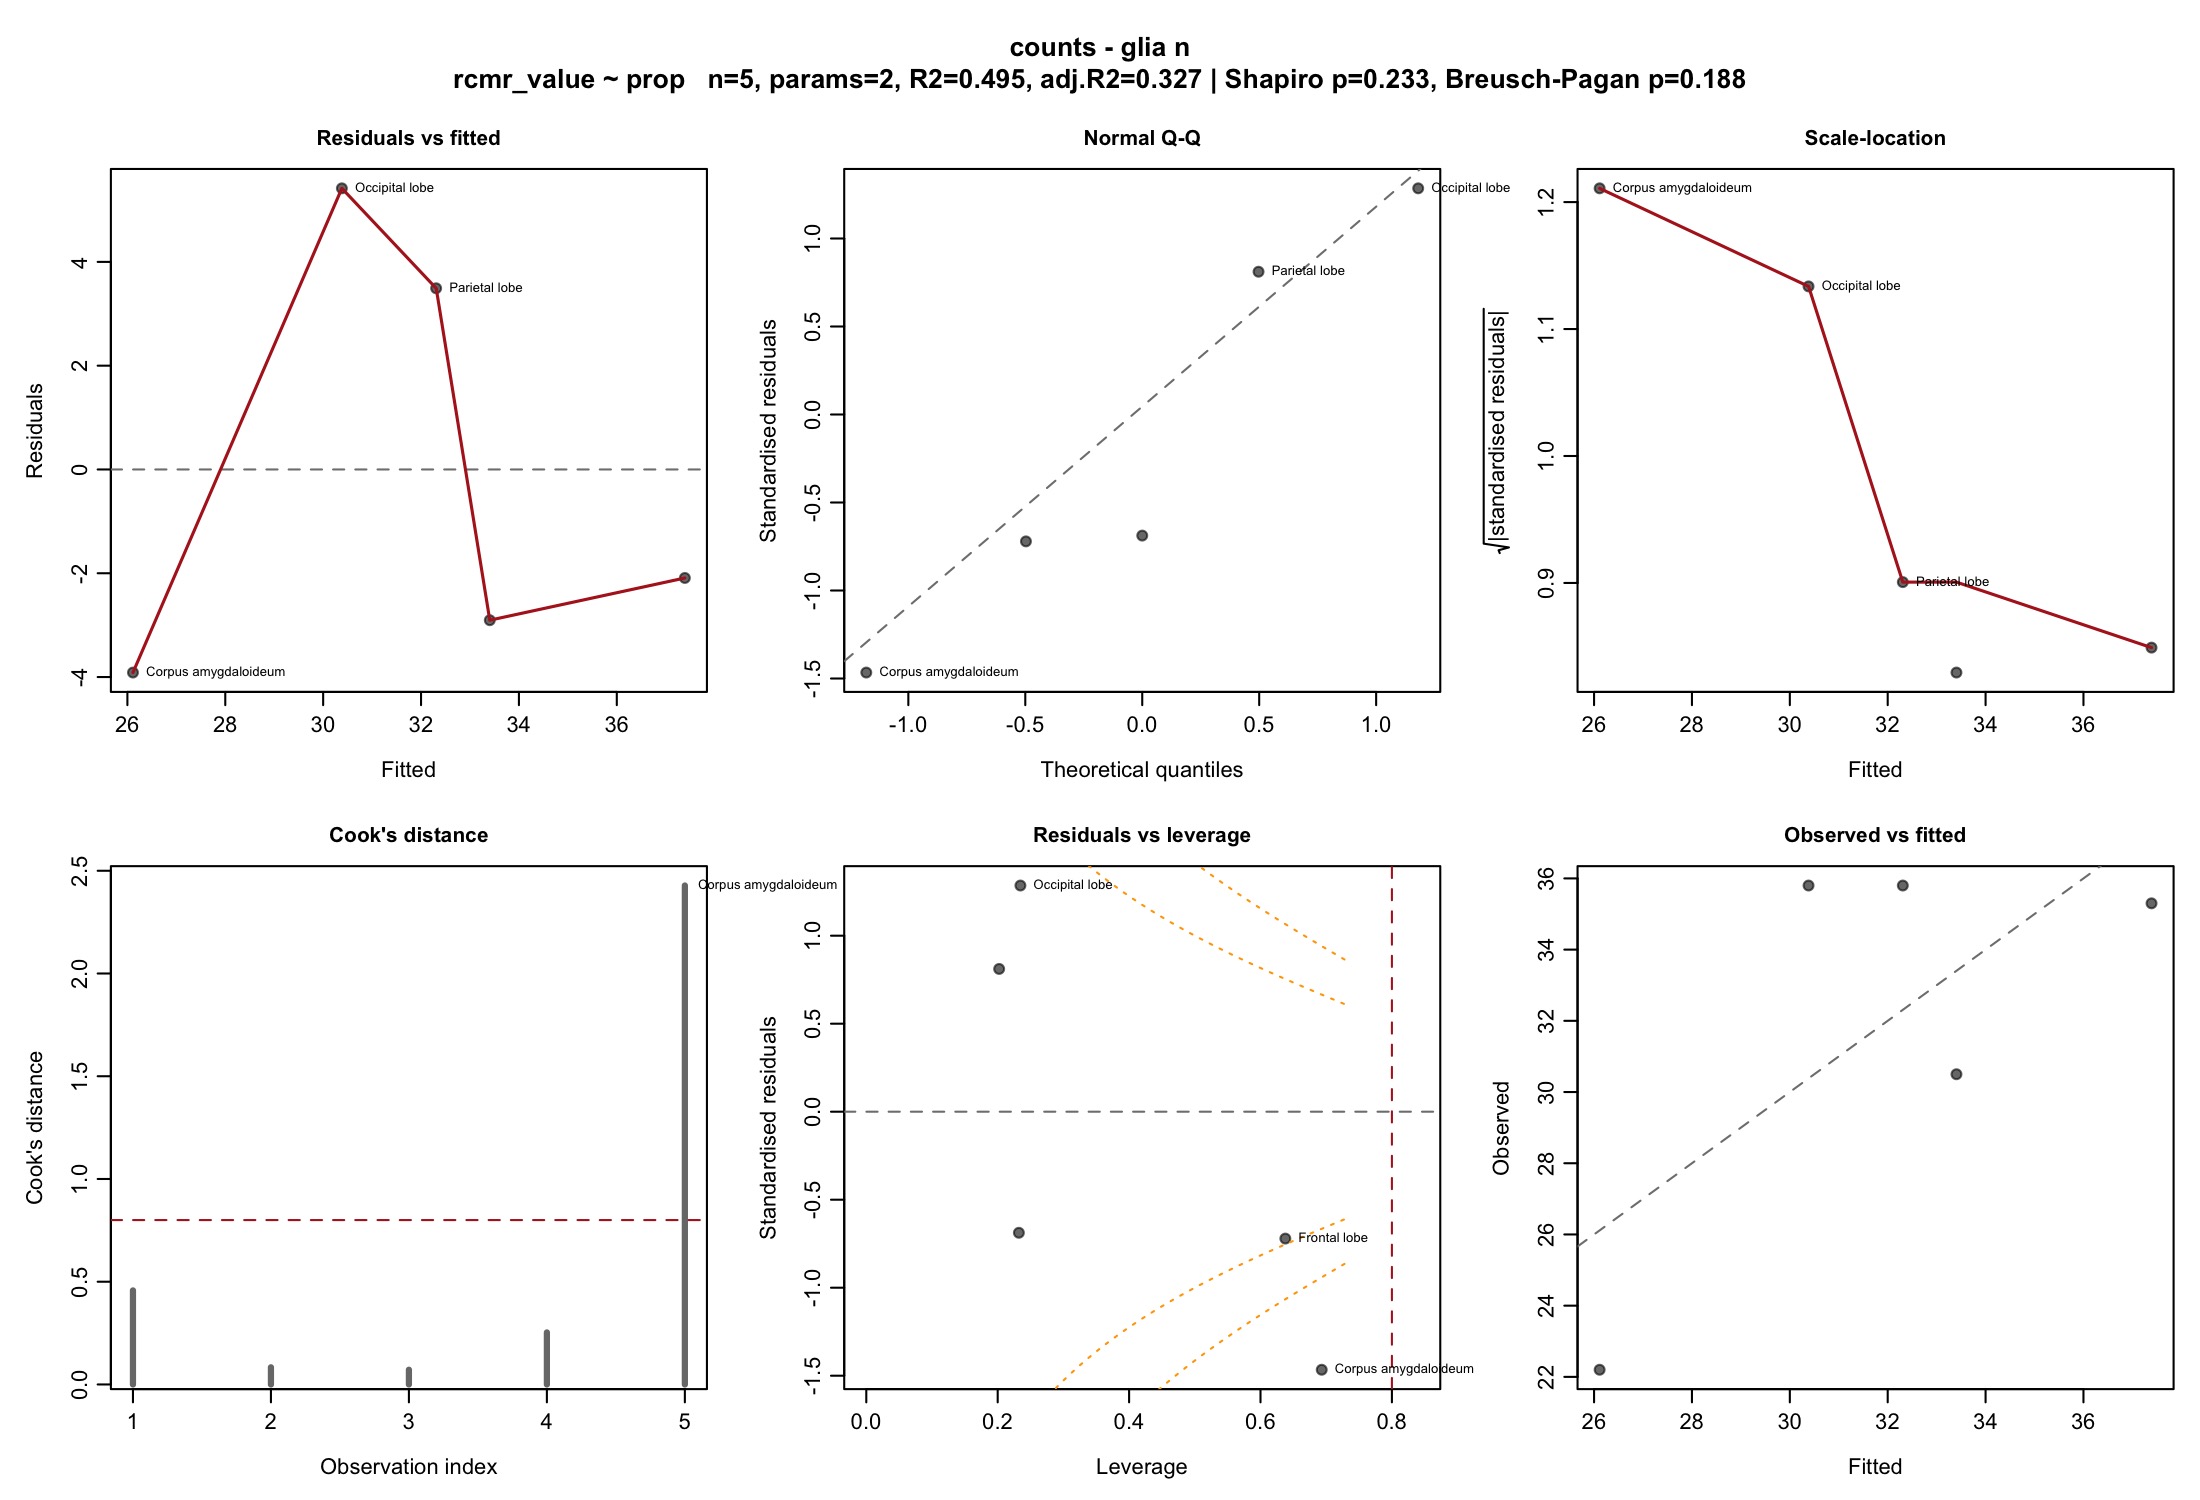 counts - glia n
rcmr_value ~ prop   n=5, params=2, R2=0.495, adj.R2=0.327 | Shapiro p=0.233, Breusch-Pagan p=0.188
Residuals vs fitted
Residuals
4
2
0
-2
-4
Occipital lobe
Parietal lobe
Corpus amygdaloideum
26 28 30 32 34 36
Fitted
Normal Q-Q
Standardised residuals
1.0
0.5
0.0
-0.5
-1.0
-1.5
Occipital lobe
Parietal lobe
Corpus amygdaloideum
-1.0 -0.5 0.0 0.5 1.0
Theoretical quantiles
Scale-location
√|standardised residuals|
1.2
1.1
1.0
0.9
Corpus amygdaloideum
Occipital lobe
Parietal lobe
26 28 30 32 34 36
Fitted
Cook's distance
Cook's distance
2.5
2.0
1.5
1.0
0.5
0.0
Corpus amygdaloideum
1 2 3 4 5
Observation index
Residuals vs leverage
Standardised residuals
1.0
0.5
0.0
-0.5
-1.0
-1.5
Occipital lobe
Frontal lobe
Corpus amygdaloideum
0.0 0.2 0.4 0.6 0.8
Leverage
Observed vs fitted
Observed
36
34
32
30
28
26
24
22
26 28 30 32 34 36
Fitted